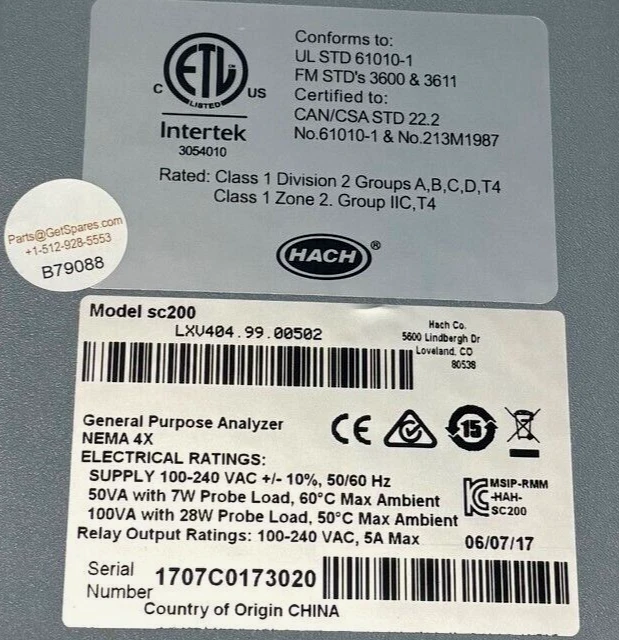 Conforms to:
UL STD 61010-1
FM STD's 3600 & 3611
Certified to:
CAN/CSA STD 22.2
No.61010-1 & No.213M1987
C ETL US
LISTED
Intertek
3054010
Rated: Class 1 Division 2 Groups A,B,C,D,T4
Class 1 Zone 2. Group IIC,T4
HACH®
Parts@GetSpares.com
+1-512-928-5553
B79088
Model sc200
LXV404.99.00502
Hach Co.
5600 Lindbergh Dr
Loveland, CO
80538
General Purpose Analyzer
NEMA 4X
CE
15
ELECTRICAL RATINGS:
SUPPLY 100-240 VAC +/- 10%, 50/60 Hz
50VA with 7W Probe Load, 60°C Max Ambient
100VA with 28W Probe Load, 50°C Max Ambient
Relay Output Ratings: 100-240 VAC, 5A Max
MSIP-RMM
-HAH-
SC200
06/07/17
Serial
Number
1707C0173020
Country of Origin CHINA